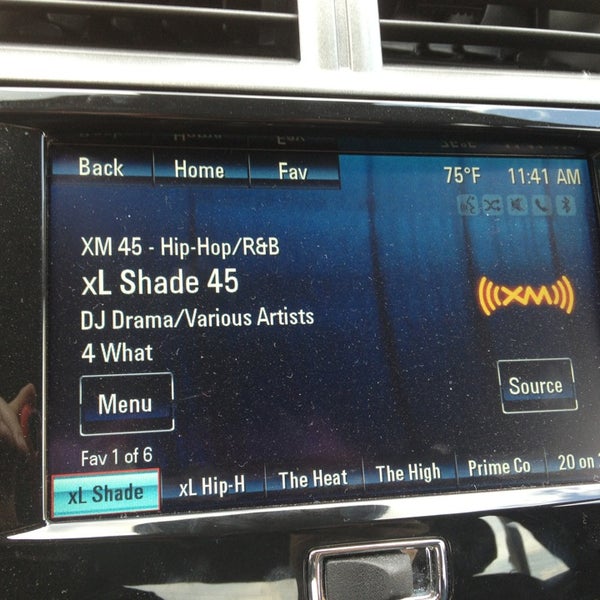 Back Home Fav 75°F 11:41 AM
XM 45 - Hip-Hop/R&B
xL Shade 45
DJ Drama/Various Artists
4 What
((XM))
Menu
Source
Fav 1 of 6
xL Shade xL Hip-H The Heat The High Prime Co 20 on